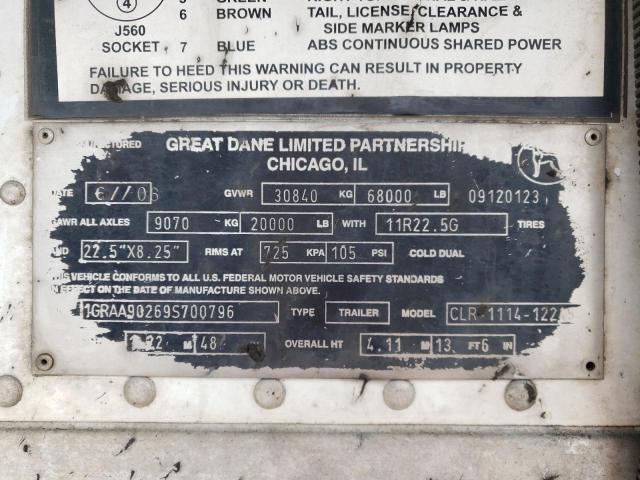 4
J560
SOCKET
6 BROWN TAIL, LICENSE, CLEARANCE &
SIDE MARKER LAMPS
7 BLUE ABS CONTINUOUS SHARED POWER
FAILURE TO HEED THIS WARNING CAN RESULT IN PROPERTY
DAMAGE, SERIOUS INJURY OR DEATH.
GREAT DANE LIMITED PARTNERSHIP
CHICAGO, IL
GVWR 30840 KG 68000 LB 09120123
GAWR ALL AXLES 9070 KG 20000 LB WITH 11R22.5G TIRES
22.5"X8.25" RIMS AT 725 KPA 105 PSI COLD DUAL
THIS VEHICLE CONFORMS TO ALL U.S. FEDERAL MOTOR VEHICLE SAFETY STANDARDS
IN EFFECT ON THE DATE OF MANUFACTURE SHOWN ABOVE.
1GRAA90269S700796 TYPE TRAILER MODEL CLR-1114-122
M 48 OVERALL HT 4.11 M 13 FT 6 IN